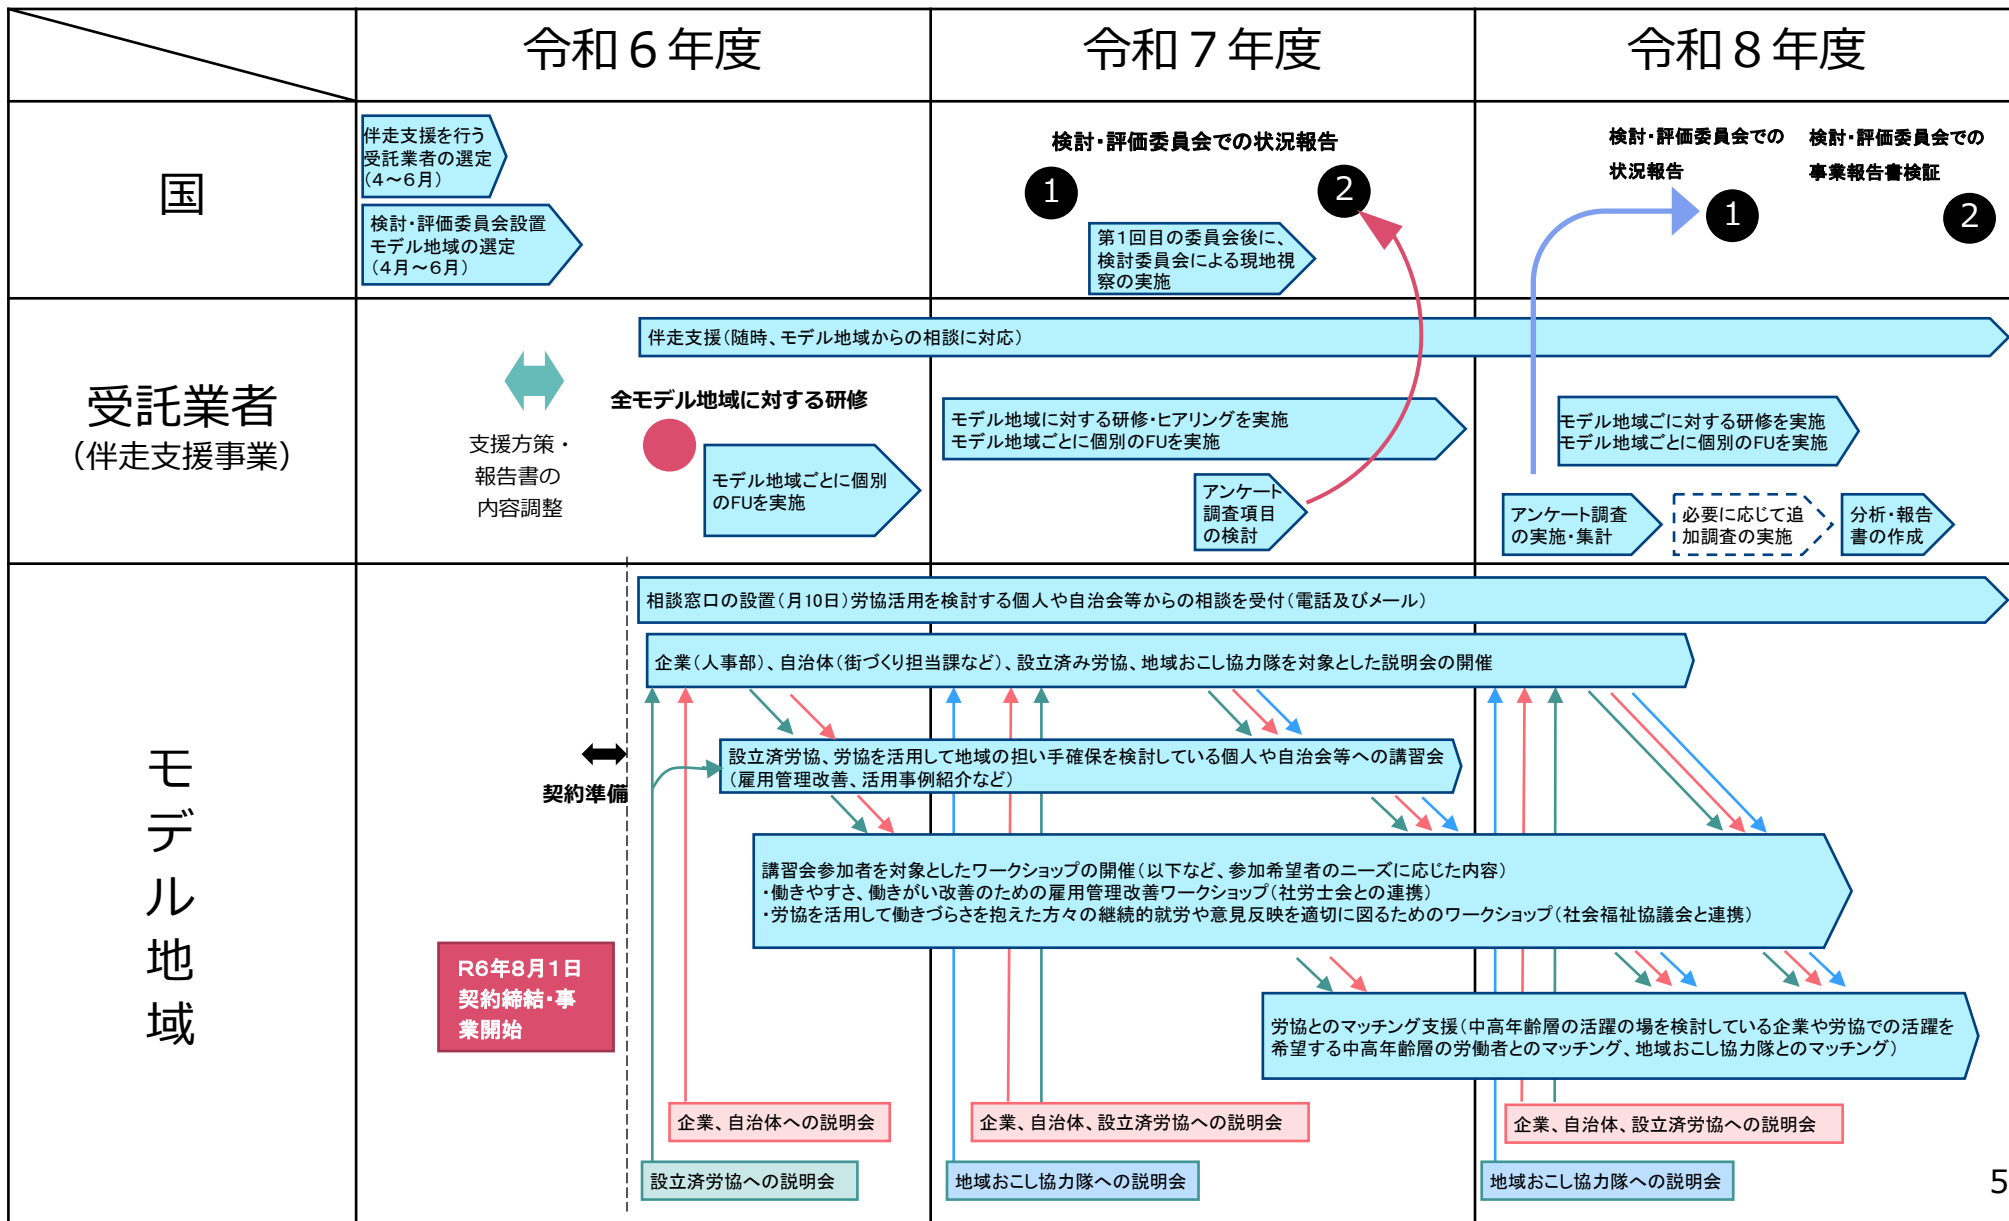 令和６年度
令和７年度
令和８年度
国
伴走支援を行う
受託業者の選定
(4～6月)
検討・評価委員会設置
モデル地域の選定
(4月～6月)
検討・評価委員会での状況報告
1
2
第1回目の委員会後に、
検討委員会による現地視
察の実施
検討・評価委員会での
状況報告
1
検討・評価委員会での
事業報告書検証
2
受託業者
（伴走支援事業）
伴走支援(随時、モデル地域からの相談に対応)
支援方策・
報告書の
内容調整
全モデル地域に対する研修
モデル地域ごとに個別
のFUを実施
モデル地域に対する研修・ヒアリングを実施
モデル地域ごとに個別のFUを実施
アンケート
調査項目
の検討
モデル地域ごに対する研修を実施
モデル地域ごとに個別のFUを実施
アンケート調査
の実施・集計
必要に応じて追
加調査の実施
分析・報告
書の作成
モデル地域
相談窓口の設置(月10日)労協活用を検討する個人や自治会等からの相談を受付(電話及びメール)
企業(人事部)、自治体(街づくり担当課など)、設立済み労協、地域おこし協力隊を対象とした説明会の開催
契約準備
設立済労協、労協を活用して地域の担い手確保を検討している個人や自治会等への講習会
(雇用管理改善、活用事例紹介など)
講習会参加者を対象としたワークショップの開催(以下など、参加希望者のニーズに応じた内容)
・働きやすさ、働きがい改善のための雇用管理改善ワークショップ(社労士会との連携)
・労協を活用して働きづらさを抱えた方々の継続的就労や意見反映を適切に図るためのワークショップ(社会福祉協議会と連携)
R6年8月1日
契約締結・事
業開始
労協とのマッチング支援(中高年齢層の活躍の場を検討している企業や労協での活躍を
希望する中高年齢層の労働者とのマッチング、地域おこし協力隊とのマッチング)
企業、自治体への説明会
企業、自治体、設立済労協への説明会
企業、自治体、設立済労協への説明会
設立済労協への説明会
地域おこし協力隊への説明会
地域おこし協力隊への説明会
5